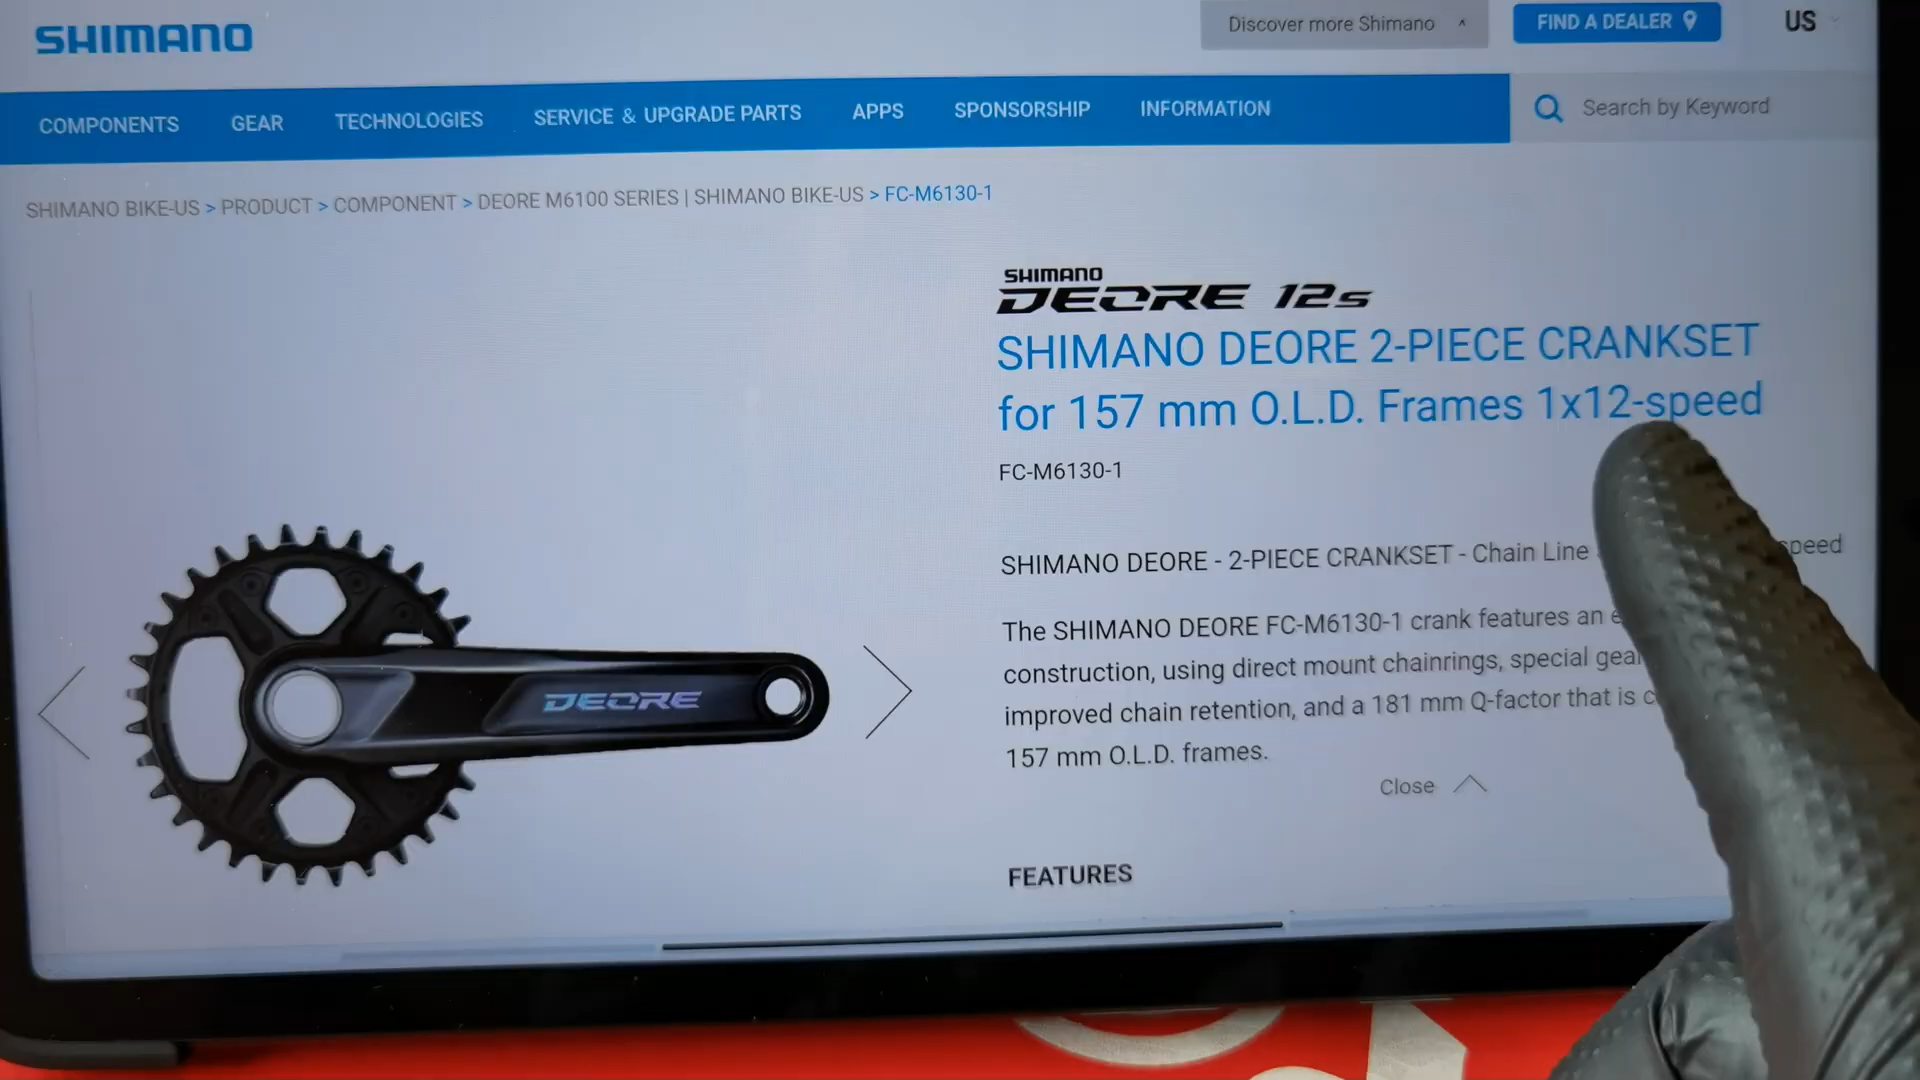 SHIMANO
Discover more Shimano
FIND A DEALER
US
COMPONENTS GEAR TECHNOLOGIES SERVICE & UPGRADE PARTS APPS SPONSORSHIP INFORMATION
Search by Keyword
SHIMANO BIKE-US > PRODUCT > COMPONENT > DEORE M6100 SERIES | SHIMANO BIKE-US > FC-M6130-1
SHIMANO
DEORE 12s
SHIMANO DEORE 2-PIECE CRANKSET
for 157 mm O.L.D. Frames 1x12-speed
FC-M6130-1
SHIMANO DEORE - 2-PIECE CRANKSET - Chain Line speed
The SHIMANO DEORE FC-M6130-1 crank features an
construction, using direct mount chainrings, special
improved chain retention, and a 181 mm Q-factor that is
157 mm O.L.D. frames.
Close
DEORE
FEATURES